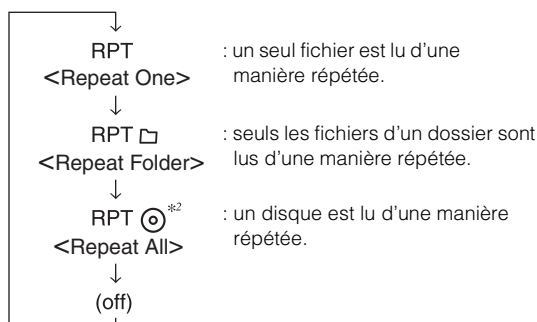 RPT : un seul fichier est lu d'une
<Repeat One> manière répétée.
RPT : seuls les fichiers d'un dossier sont
<Repeat Folder> lus d'une manière répétée.
RPT *2 : un disque est lu d'une manière
<Repeat All> répétée.
(off)